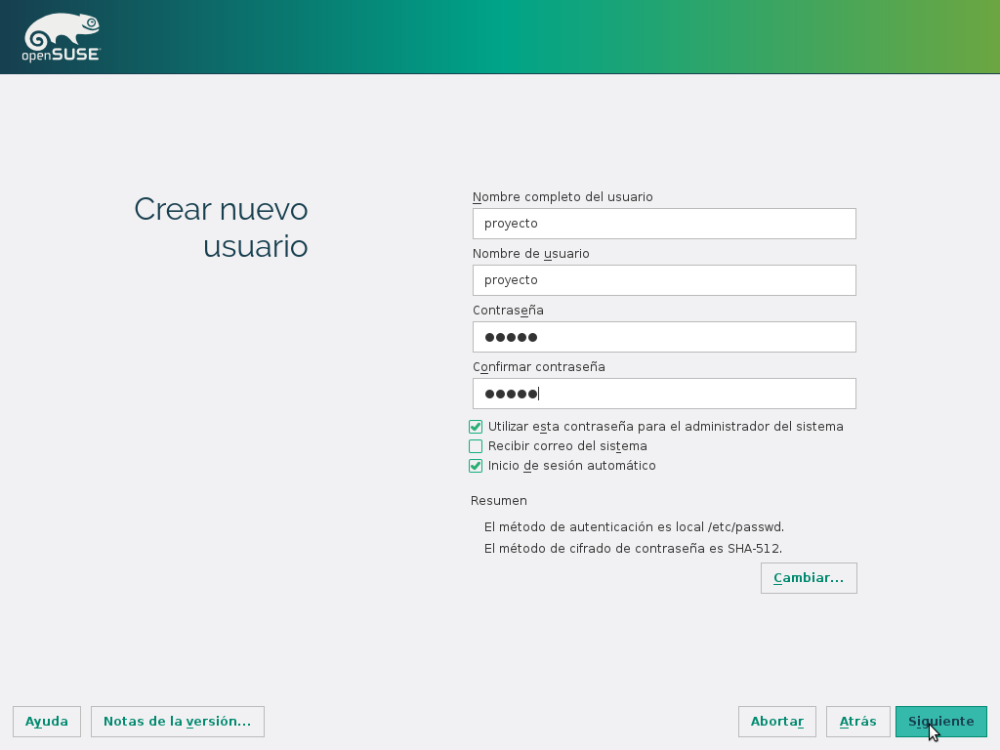 openSUSE
Crear nuevo
usuario
Nombre completo del usuario
proyecto
Nombre de usuario
proyecto
Contraseña
●●●●●
Confirmar contraseña
●●●●●
Utilizar esta contraseña para el administrador del sistema
Recibir correo del sistema
Inicio de sesión automático
Resumen
El método de autenticación es local /etc/passwd.
El método de cifrado de contraseña es SHA-512.
Cambiar...
Ayuda Notas de la versión... Abortar Atrás Siguiente